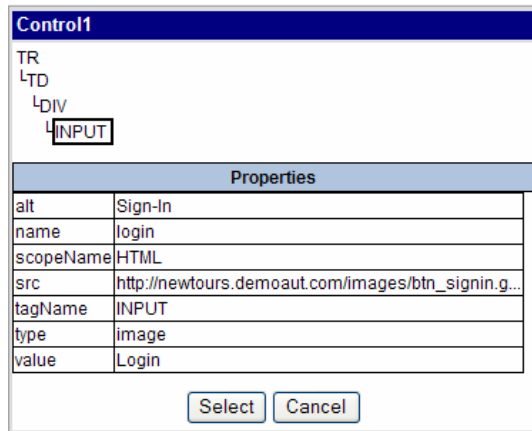 Control1
TR
TD
DIV
INPUT
Properties
alt Sign-In
name login
scopeName HTML
src http://newtours.demoaut.com/images/btn_signin.g...
tagName INPUT
type image
value Login
Select Cancel